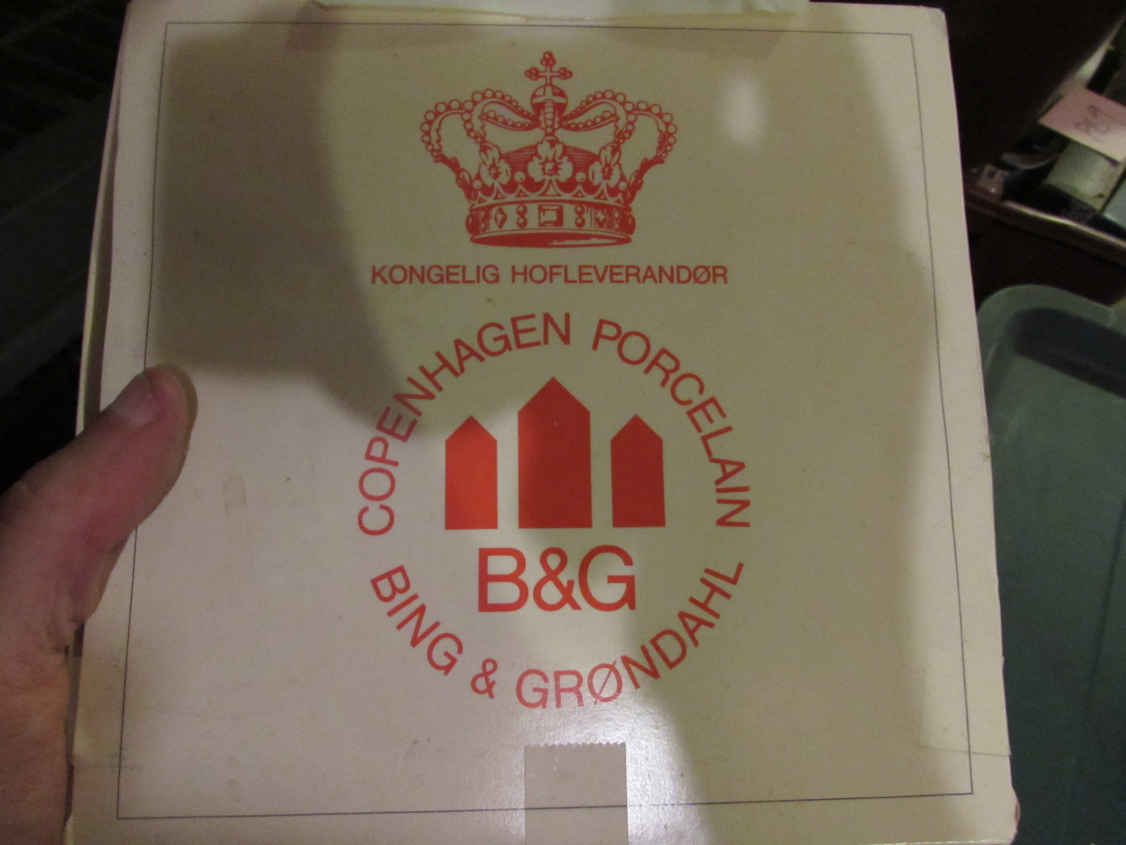 KONGELIG HOFLEVERANDØR
COPENHAGEN PORCELAIN
B&G
BING & GRØNDAHL